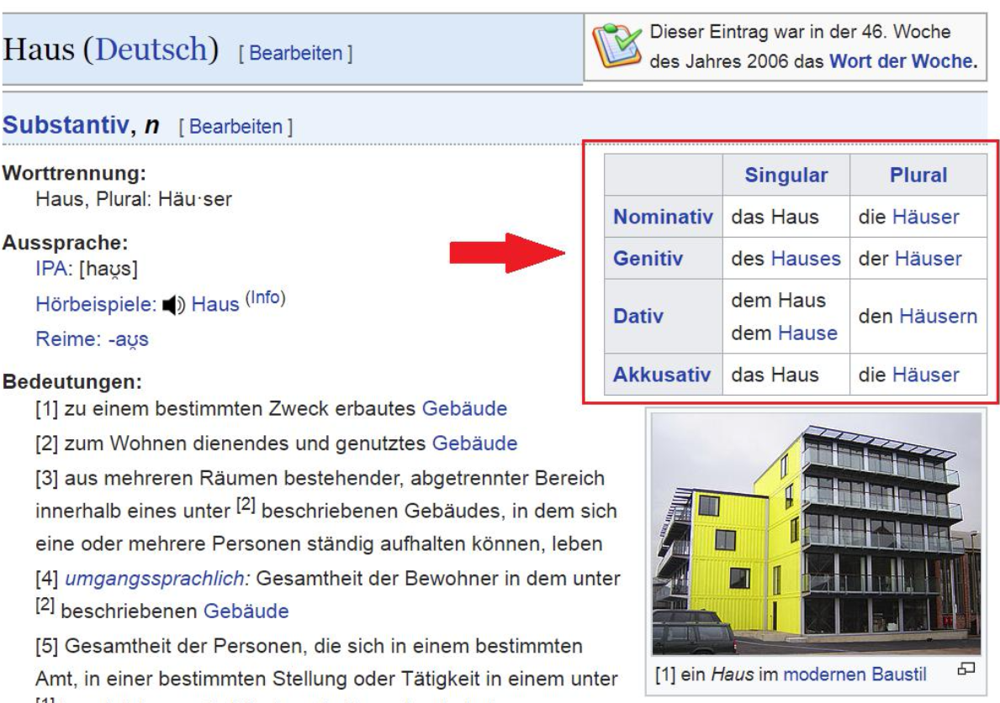 Haus (Deutsch) [ Bearbeiten ]
Dieser Eintrag war in der 46. Woche
des Jahres 2006 das Wort der Woche.
Substantiv, n [ Bearbeiten ]
Worttrennung:
Haus, Plural: Häu·ser
Aussprache:
IPA: [haʊ̯s]
Hörbeispiele: Haus (Info)
Reime: -aʊ̯s
Bedeutungen:
[1] zu einem bestimmten Zweck erbautes Gebäude
[2] zum Wohnen dienendes und genutztes Gebäude
[3] aus mehreren Räumen bestehender, abgetrennter Bereich
innerhalb eines unter [2] beschriebenen Gebäudes, in dem sich
eine oder mehrere Personen ständig aufhalten können, leben
[4] umgangssprachlich: Gesamtheit der Bewohner in dem unter
[2] beschriebenen Gebäude
[5] Gesamtheit der Personen, die sich in einem bestimmten
Amt, in einer bestimmten Stellung oder Tätigkeit in einem unter
Singular Plural
Nominativ das Haus die Häuser
Genitiv des Hauses der Häuser
Dativ dem Haus
dem Hause den Häusern
Akkusativ das Haus die Häuser
[1] ein Haus im modernen Baustil